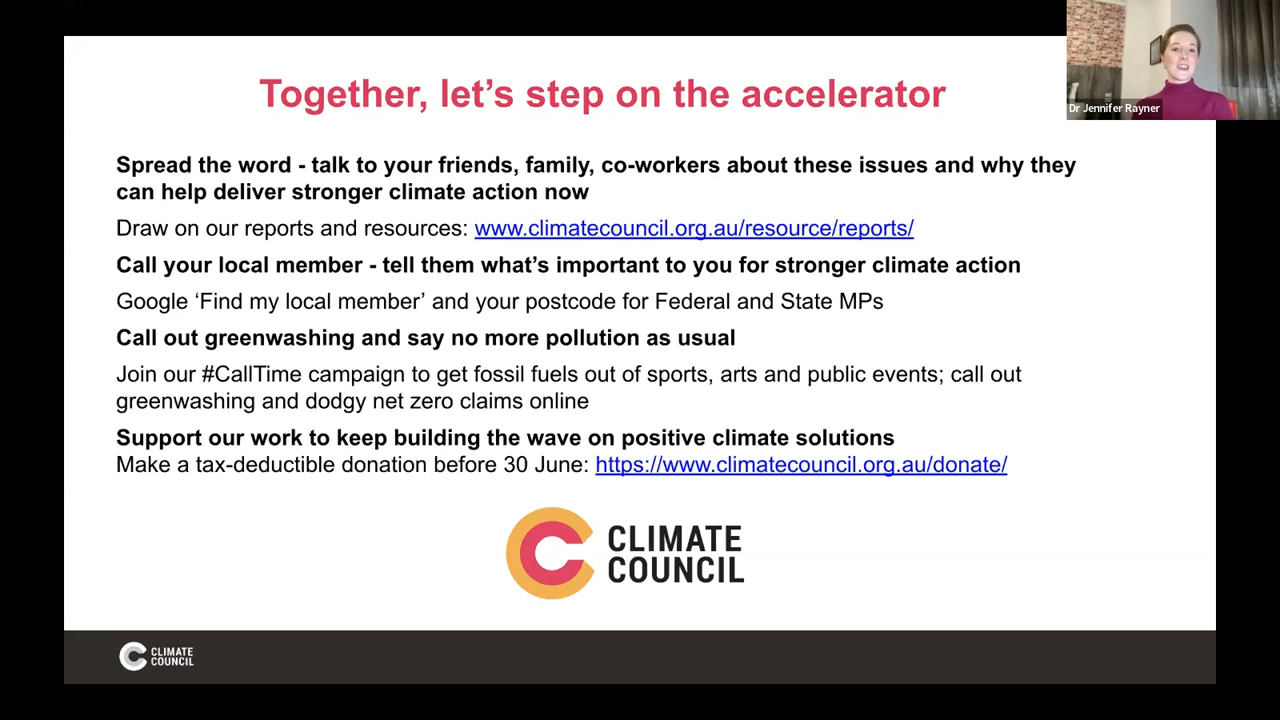 Together, let's step on the accelerator
Dr Jennifer Rayner
Spread the word - talk to your friends, family, co-workers about these issues and why they
can help deliver stronger climate action now
Draw on our reports and resources: www.climatecouncil.org.au/resource/reports/
Call your local member - tell them what's important to you for stronger climate action
Google ‘Find my local member’ and your postcode for Federal and State MPs
Call out greenwashing and say no more pollution as usual
Join our #CallTime campaign to get fossil fuels out of sports, arts and public events; call out
greenwashing and dodgy net zero claims online
Support our work to keep building the wave on positive climate solutions
Make a tax-deductible donation before 30 June: https://www.climatecouncil.org.au/donate/
CLIMATE
COUNCIL
CLIMATE
COUNCIL